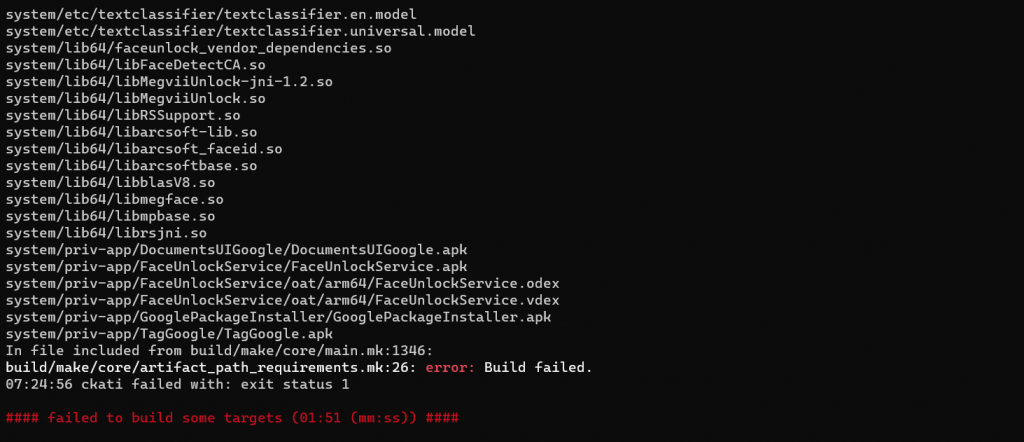 system/etc/textclassifier/textclassifier.en.model
system/etc/textclassifier/textclassifier.universal.model
system/lib64/faceunlock_vendor_dependencies.so
system/lib64/libFaceDetectCA.so
system/lib64/libMegviiUnlock-jni-1.2.so
system/lib64/libMegviiUnlock.so
system/lib64/libRSSupport.so
system/lib64/libarcsoft-lib.so
system/lib64/libarcsoft_faceid.so
system/lib64/libarcsoftbase.so
system/lib64/libblasV8.so
system/lib64/libmegface.so
system/lib64/libmpbase.so
system/lib64/librsjni.so
system/priv-app/DocumentsUIGoogle/DocumentsUIGoogle.apk
system/priv-app/FaceUnlockService/FaceUnlockService.apk
system/priv-app/FaceUnlockService/oat/arm64/FaceUnlockService.odex
system/priv-app/FaceUnlockService/oat/arm64/FaceUnlockService.vdex
system/priv-app/GooglePackageInstaller/GooglePackageInstaller.apk
system/priv-app/TagGoogle/TagGoogle.apk
In file included from build/make/core/main.mk:1346:
build/make/core/artifact_path_requirements.mk:26: error: Build failed.
07:24:56 ckati failed with: exit status 1
#### failed to build some targets (01:51 (mm:ss)) ####